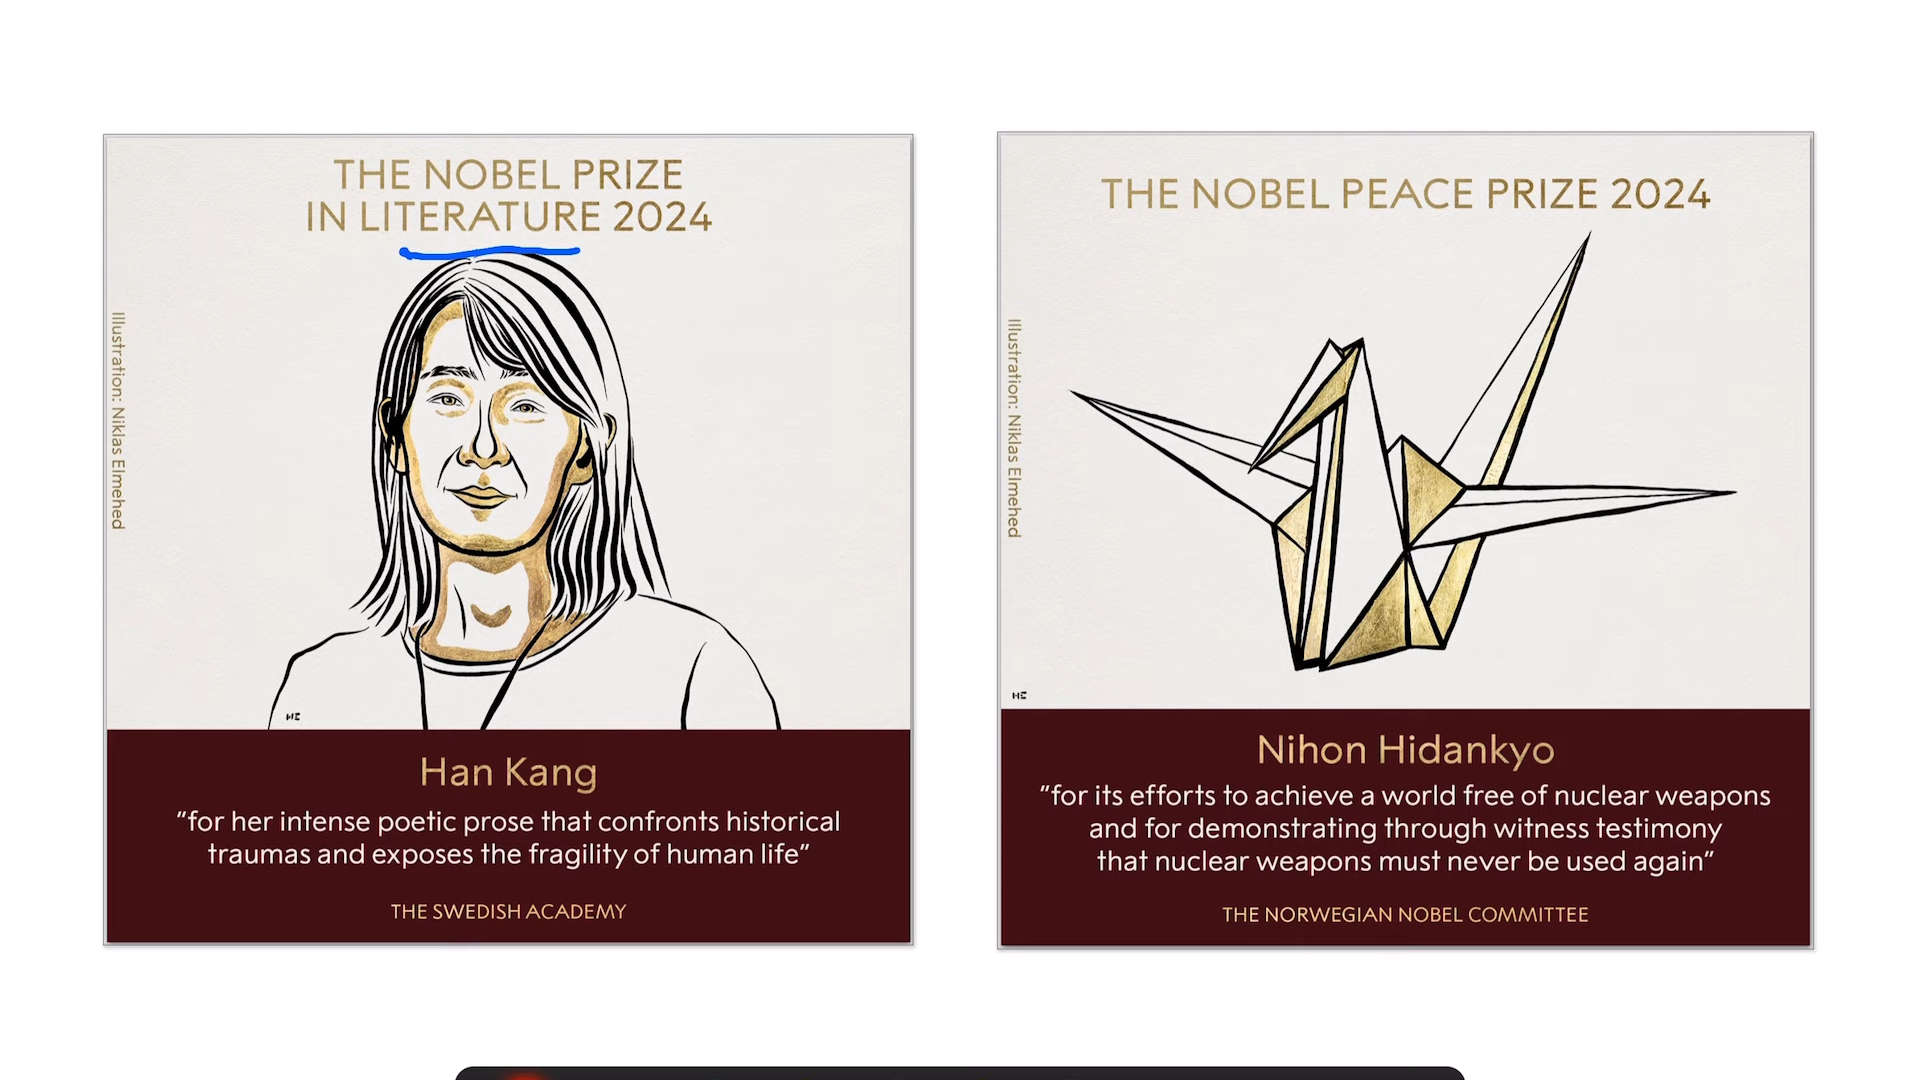 THE NOBEL PRIZE
IN LITERATURE 2024
Illustration: Niklas Elmehed
Han Kang
"for her intense poetic prose that confronts historical
traumas and exposes the fragility of human life"
THE SWEDISH ACADEMY
THE NOBEL PEACE PRIZE 2024
Illustration: Niklas Elmehed
Nihon Hidankyo
"for its efforts to achieve a world free of nuclear weapons
and for demonstrating through witness testimony
that nuclear weapons must never be used again"
THE NORWEGIAN NOBEL COMMITTEE